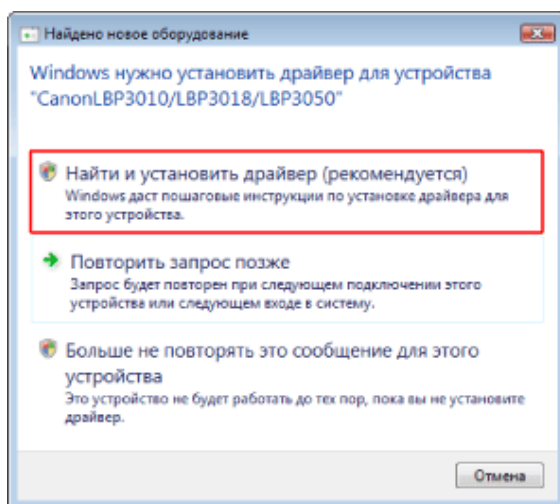 Найдено новое оборудование
Windows нужно установить драйвер для устройства
"CanonLBP3010/LBP3018/LBP3050"
Найти и установить драйвер (рекомендуется)
Windows даст пошаговые инструкции по установке драйвера для
этого устройства.
Повторить запрос позже
Запрос будет повторен при следующем подключении этого
устройства или следующем входе в систему.
Больше не повторять это сообщение для этого
устройства
Это устройство не будет работать до тех пор, пока вы не установите
драйвер.
Отмена